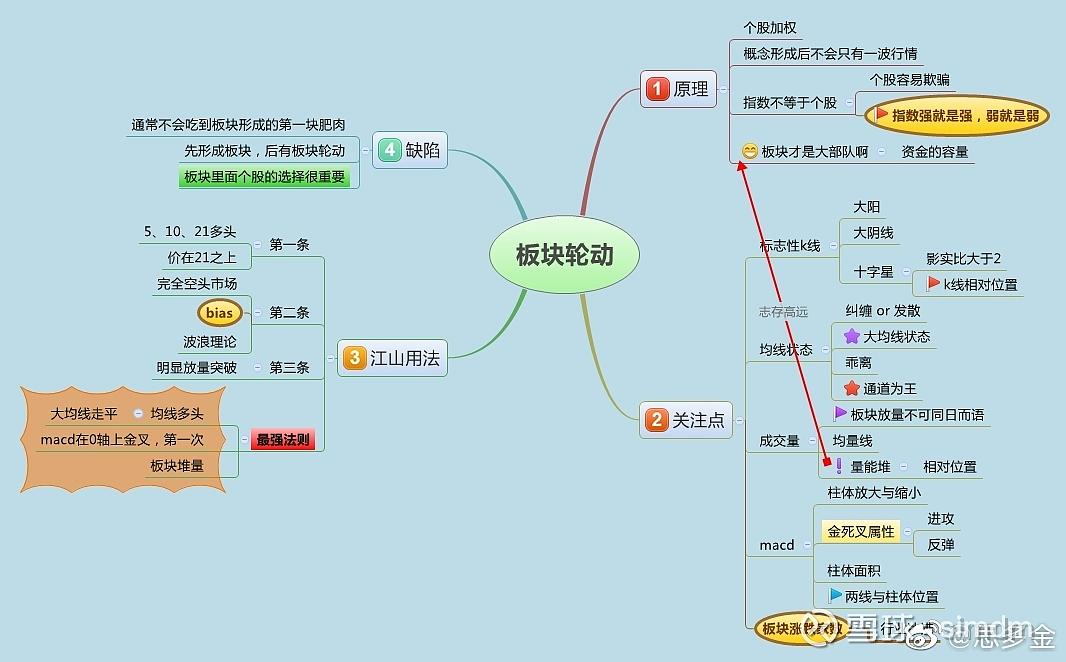 板块轮动
1 原理
个股加权
概念形成后不会只有一波行情
指数不等于个股
个股容易欺骗
指数强就是强，弱就是弱
板块才是大部队啊
资金的容量
2 关注点
标志性k线
大阳
大阴线
十字星
影实比大于2
k线相对位置
志存高远
均线状态
纠缠 or 发散
大均线状态
乖离
通道为王
成交量
板块放量不可同日而语
均量线
量能堆
相对位置
macd
柱体放大与缩小
金死叉属性
进攻
反弹
柱体面积
两线与柱体位置
板块涨跌家数
3 江山用法
第一条
5、10、21多头
价在21之上
第二条
完全空头市场
bias
波浪理论
第三条
明显放量突破
最强法则
均线多头
大均线走平
macd在0轴上金叉，第一次
板块堆量
4 缺陷
通常不会吃到板块形成的第一块肥肉
先形成板块，后有板块轮动
板块里面个股的选择很重要
雪球：simdm
@思多金